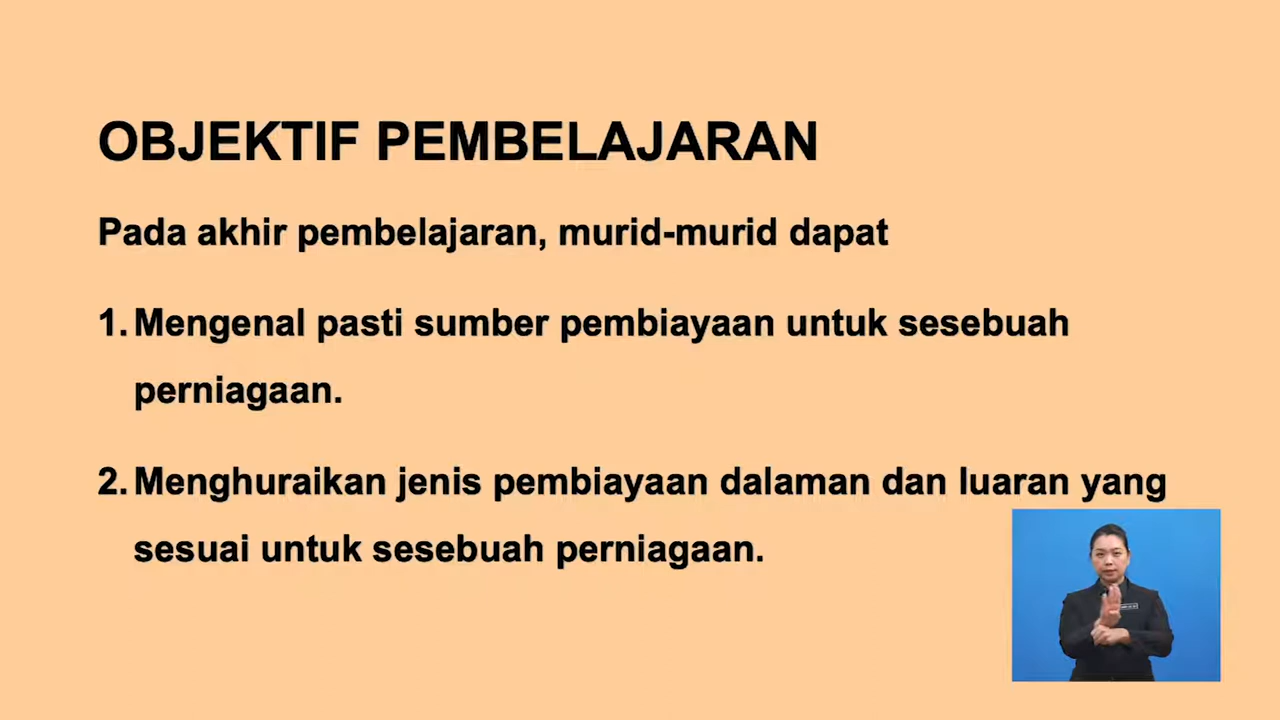 OBJEKTIF PEMBELAJARAN
Pada akhir pembelajaran, murid-murid dapat
1. Mengenal pasti sumber pembiayaan untuk sesebuah
perniagaan.
2. Menghuraikan jenis pembiayaan dalaman dan luaran yang
sesuai untuk sesebuah perniagaan.